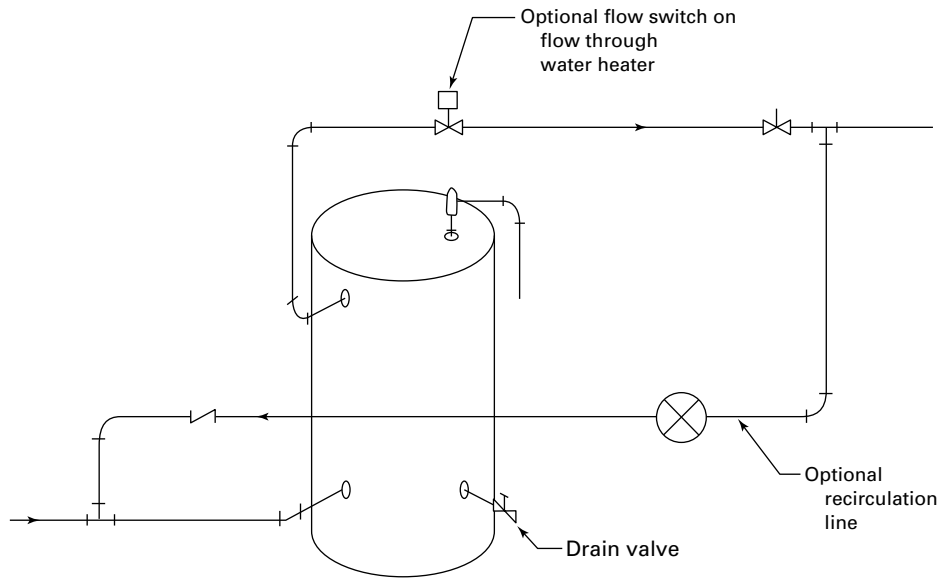 Optional flow switch on
flow through
water heater
Optional
recirculation
line
Drain valve